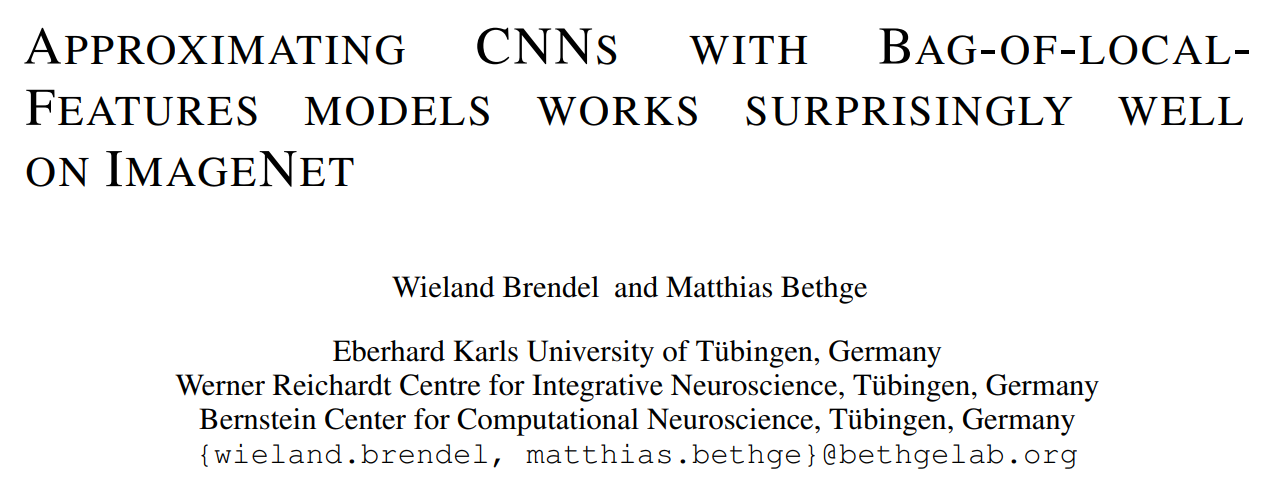 APPROXIMATING CNNS WITH BAG-OF-LOCAL-
FEATURES MODELS WORKS SURPRISINGLY WELL
ON IMAGENET
Wieland Brendel and Matthias Bethge
Eberhard Karls University of Tübingen, Germany
Werner Reichardt Centre for Integrative Neuroscience, Tübingen, Germany
Bernstein Center for Computational Neuroscience, Tübingen, Germany
{wieland.brendel, matthias.bethge}@bethgelab.org